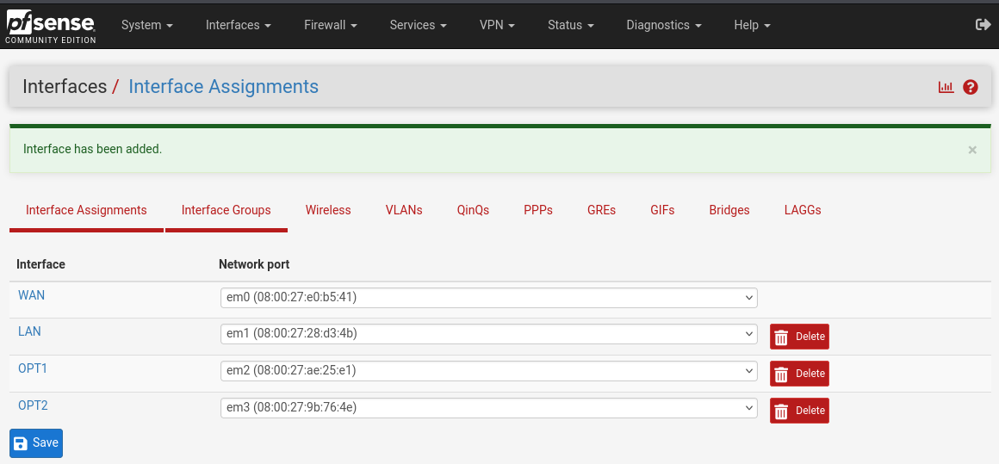 pfsense
COMMUNITY EDITION
System Interfaces Firewall Services VPN Status Diagnostics Help
Interfaces / Interface Assignments
Interface has been added.
×
Interface Assignments Interface Groups Wireless VLANs QinQs PPPs GREs GIFs Bridges LAGGs
Interface Network port
WAN em0 (08:00:27:e0:b5:41)
LAN em1 (08:00:27:28:d3:4b) Delete
OPT1 em2 (08:00:27:ae:25:e1) Delete
OPT2 em3 (08:00:27:9b:76:4e) Delete
Save